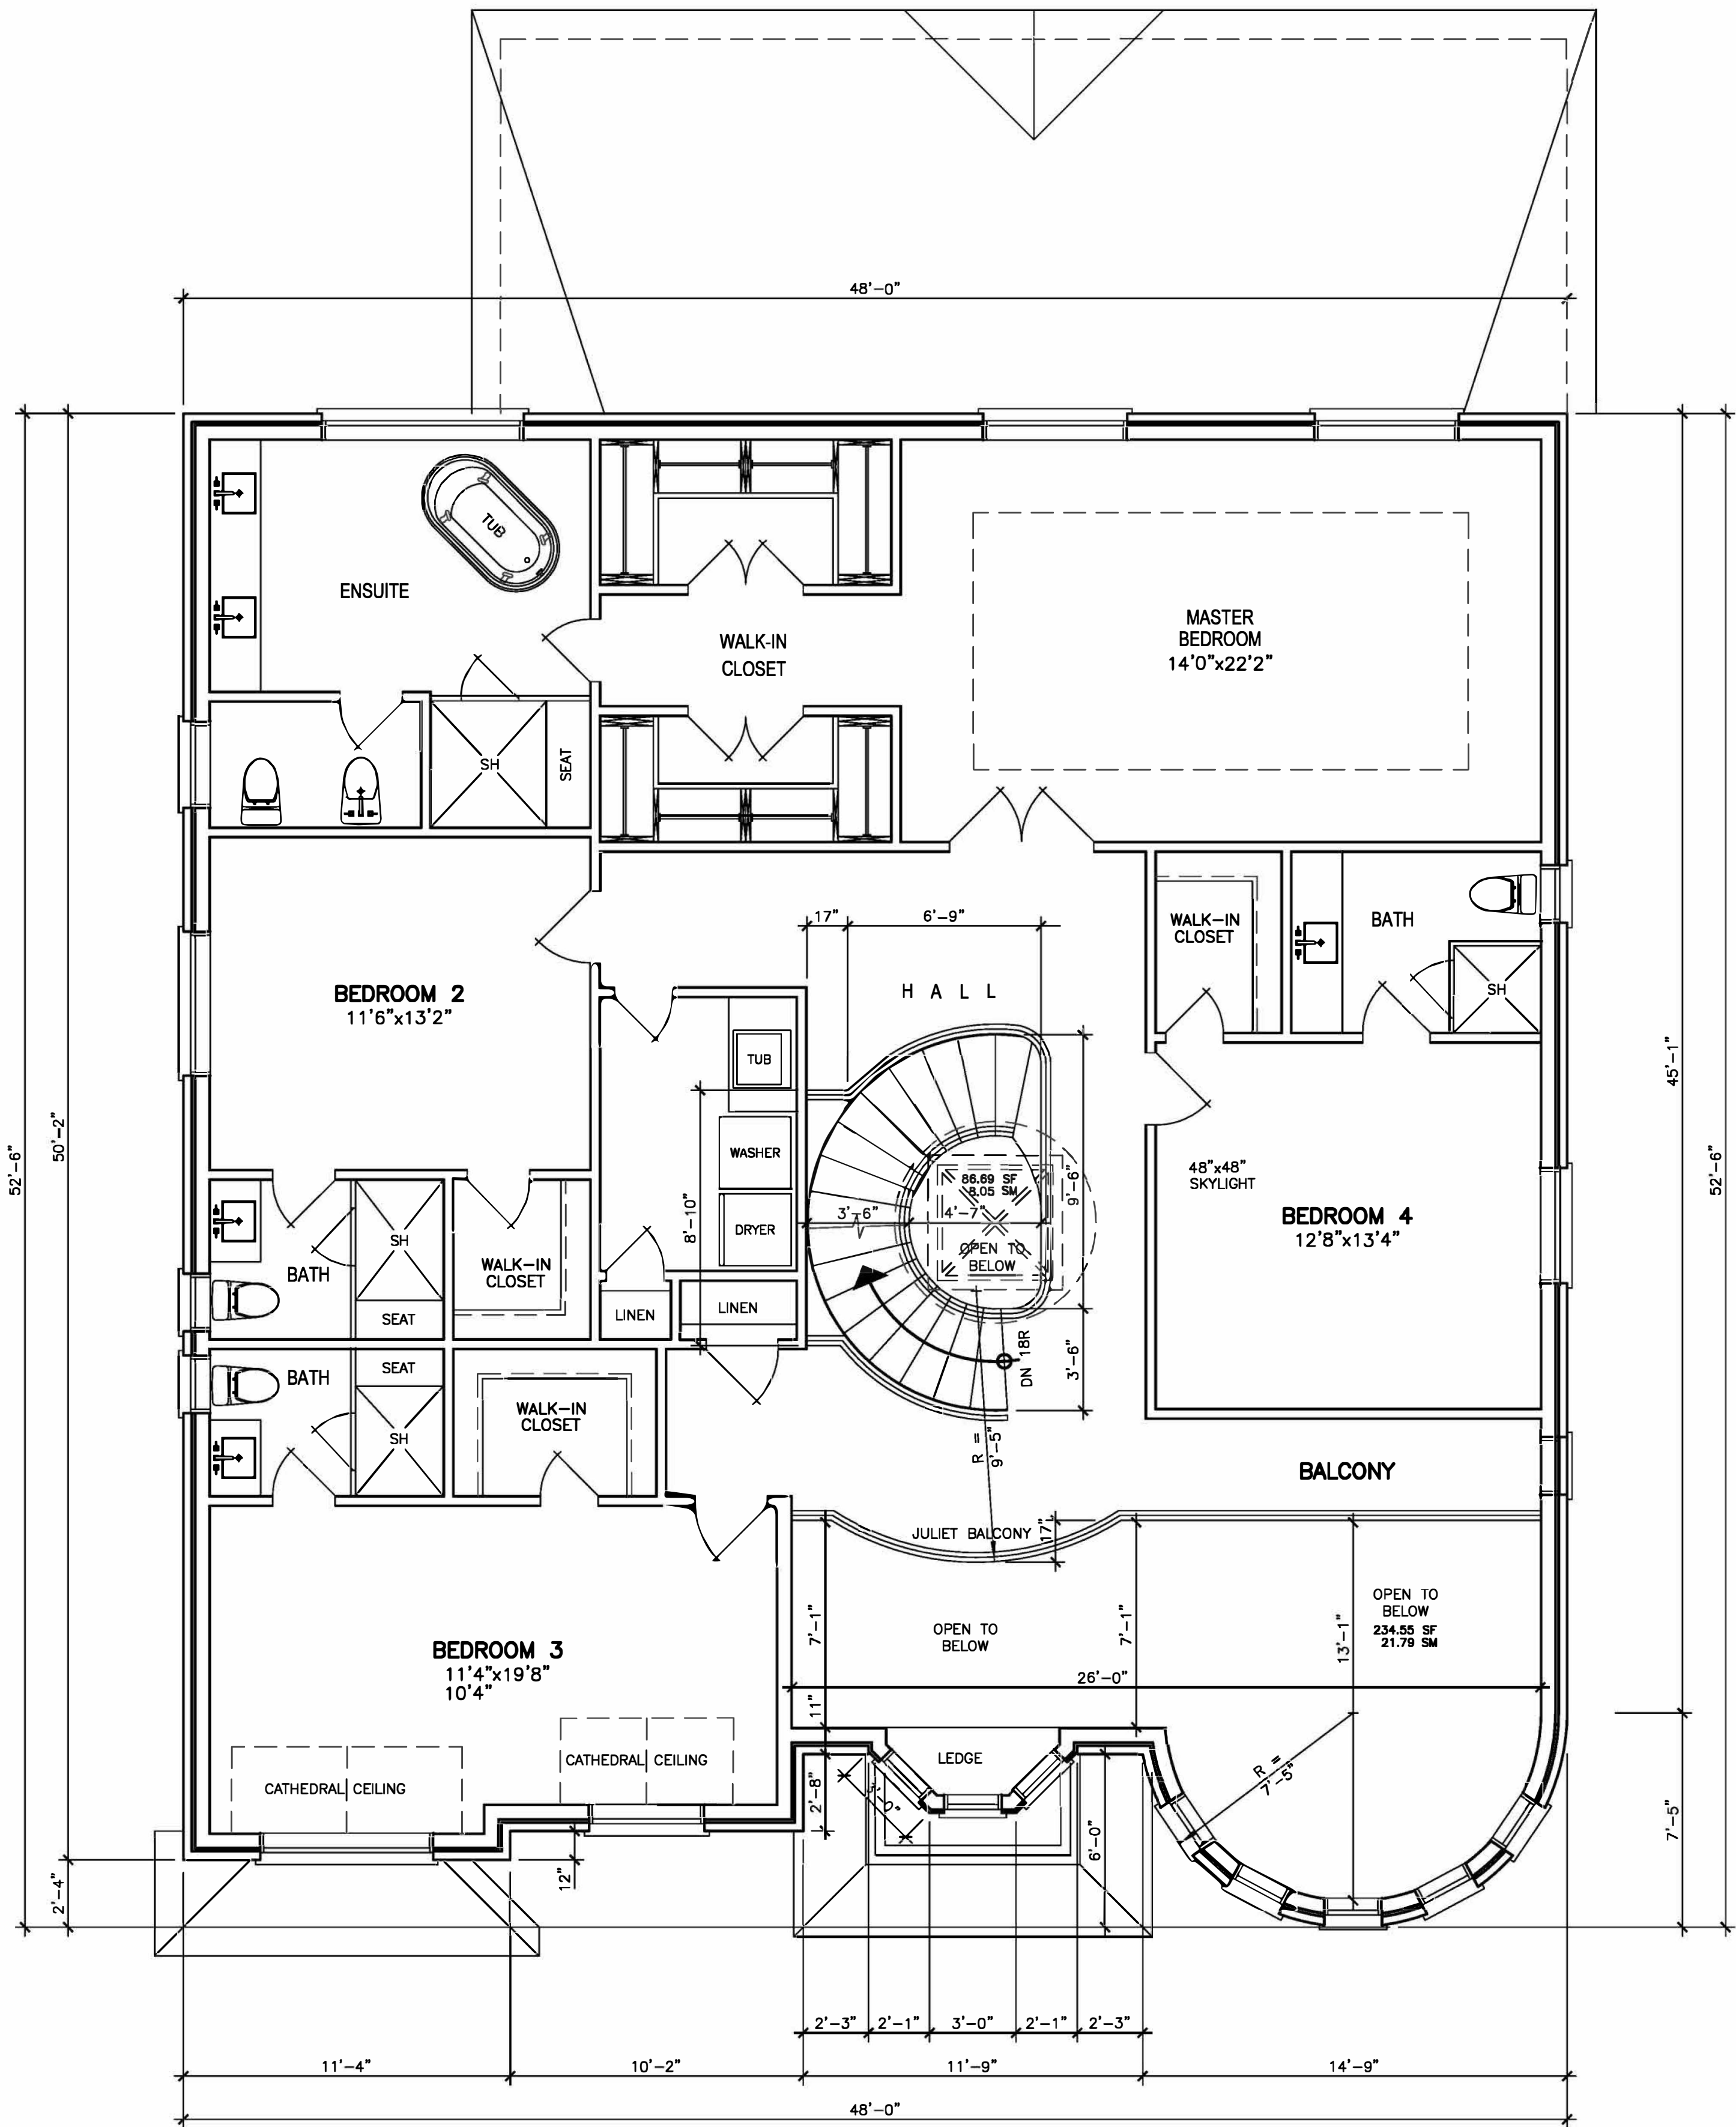 48'-0"
TUB
ENSUITE
WALK-IN
CLOSET
MASTER
BEDROOM
14'0"x22'2"
SH
SEAT
17"
6'-9"
WALK-IN
CLOSET
BATH
SH
H A L L
BEDROOM 2
11'6"x13'2"
TUB
WASHER
DRYER
8'-10"
86.69 SF
8.05 SM
3'-6"
4'-7"
9'-6"
OPEN TO
BELOW
48"x48"
SKYLIGHT
BEDROOM 4
12'8"x13'4"
45'-1"
52'-6"
52'-6"
50'-2"
SH
BATH
SEAT
WALK-IN
CLOSET
LINEN
LINEN
DN 18R
3'-6"
BATH
SEAT
SH
WALK-IN
CLOSET
R =
9'-5"
BALCONY
JULIET BALCONY
17"
7'-1"
OPEN TO
BELOW
7'-1"
13'-1"
OPEN TO
BELOW
234.55 SF
21.79 SM
BEDROOM 3
11'4"x19'8"
10'4"
26'-0"
11"
CATHEDRAL CEILING
CATHEDRAL CEILING
LEDGE
2'-8"
3'-0"
R =
7'-5"
6'-0"
7'-5"
12"
2'-4"
2'-3"
2'-1"
3'-0"
2'-1"
2'-3"
11'-4"
10'-2"
11'-9"
14'-9"
48'-0"